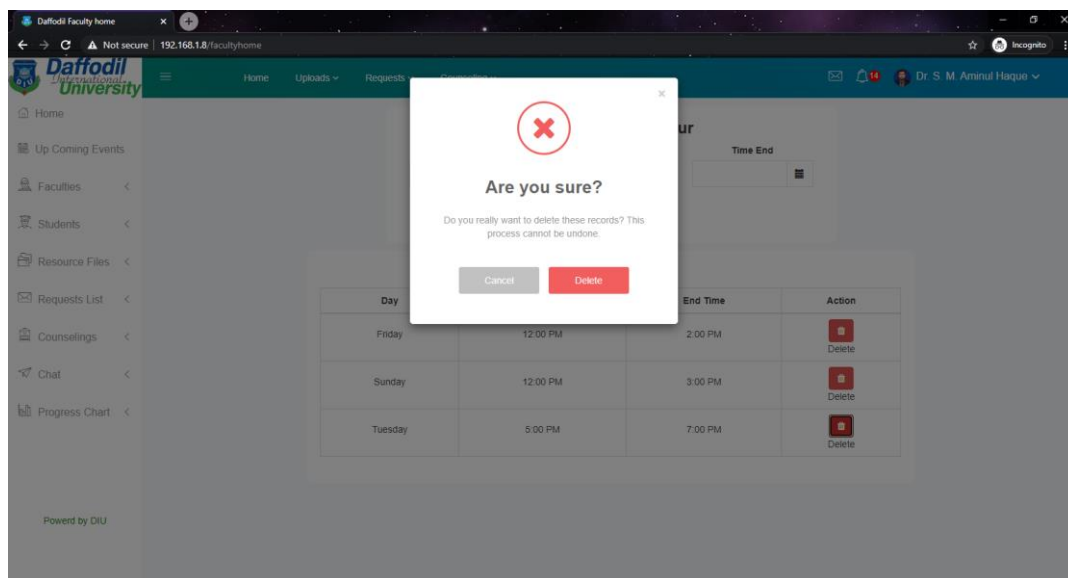 Daffodil Faculty home
Not secure 192.168.1.8/facultyhome
Incognito
Daffodil
International
University
Home Uploads Requests
14 Dr. S. M. Aminul Haque
Home
Up Coming Events
Faculties
Students
Resource Files
Requests List
Counselings
Chat
Progress Chart
Powerd by DIU
ur
Time End
Are you sure?
Do you really want to delete these records? This
process cannot be undone.
Cancel Delete
Day End Time Action
Friday 12:00 PM 2:00 PM Delete
Sunday 12:00 PM 3:00 PM Delete
Tuesday 5:00 PM 7:00 PM Delete